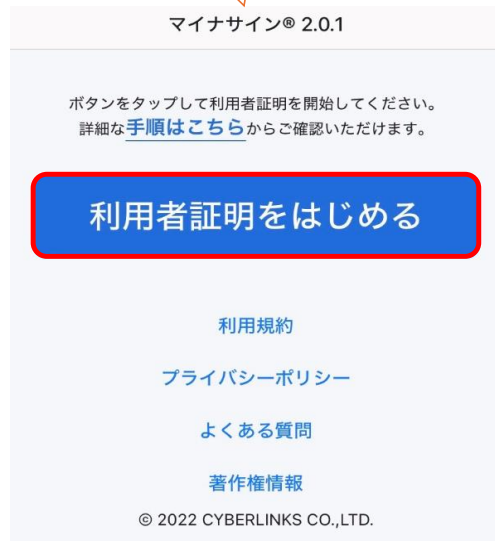 マイナサイン® 2.0.1
ボタンをタップして利用者証明を開始してください。
詳細な手順はこちらからご確認いただけます。
利用者証明をはじめる
利用規約
プライバシーポリシー
よくある質問
著作権情報
© 2022 CYBERLINKS CO.,LTD.